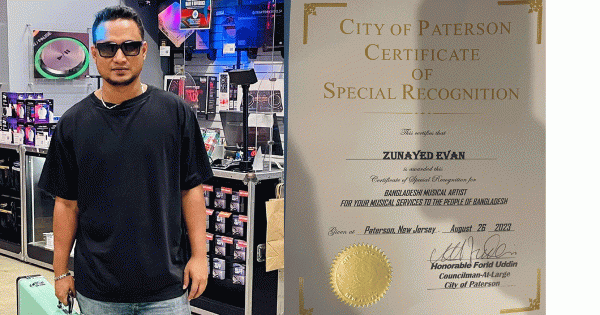 CITY OF PATERSON
CERTIFICATE
OF
SPECIAL RECOGNITION
This certifies that
ZUNAYED EVAN
is awarded this
Certificate of Special Recognition for
BANGLADESHI MUSICAL ARTIST
FOR YOUR MUSICAL SERVICES TO THE PEOPLE OF BANGLADESH
Given at Peterson, New Jersey, August 26 2023
Honorable Forid Uddin
Councilman-At-Large
City of Paterson